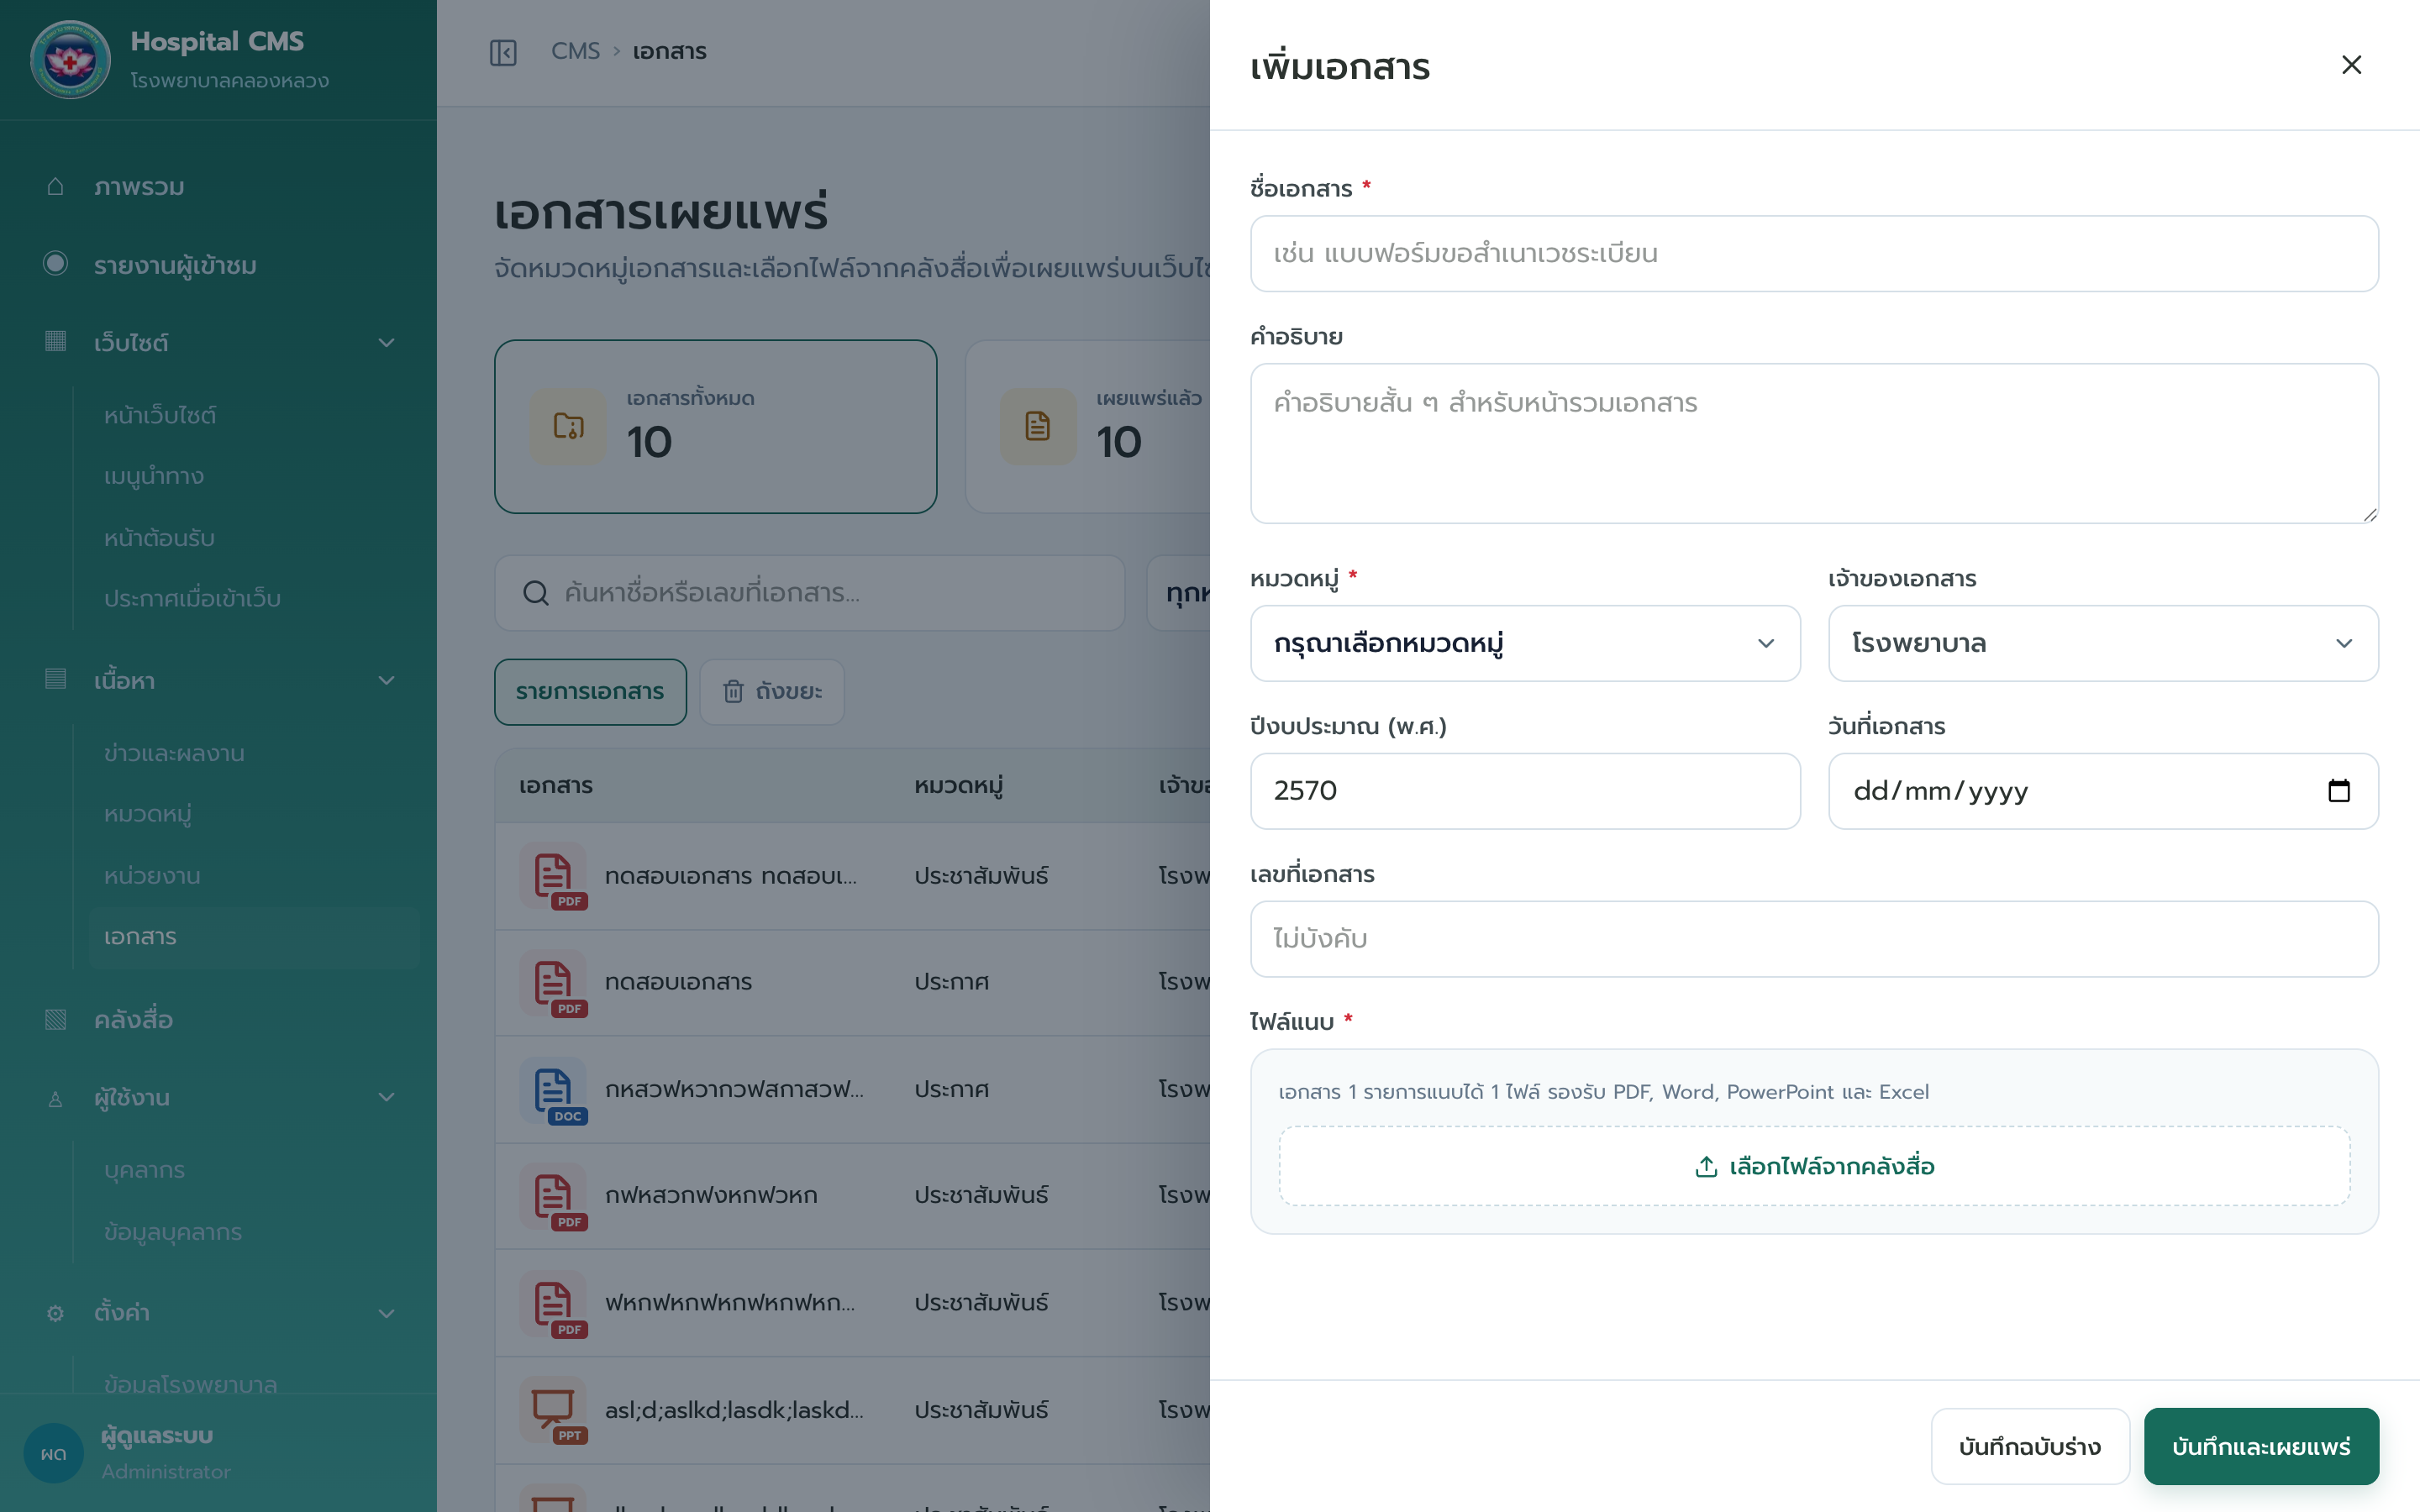 Hospital CMS
โรงพยาบาลคลองหลวง
ภาพรวม
รายงานผู้เข้าชม
เว็บไซต์
หน้าเว็บไซต์
เมนูนำทาง
หน้าต้อนรับ
ประกาศเมื่อเข้าเว็บ
เนื้อหา
ข่าวและผลงาน
หมวดหมู่
หน่วยงาน
เอกสาร
คลังสื่อ
ผู้ใช้งาน
บุคลากร
ข้อมูลบุคลากร
ตั้งค่า
ข้อมูลโรงพยาบาล
ผด
ผู้ดูแลระบบ
Administrator
CMS › เอกสาร
เอกสารเผยแพร่
จัดหมวดหมู่เอกสารและเลือกไฟล์จากคลังสื่อเพื่อเผยแพร่บนเว็บไซ
เอกสารทั้งหมด
10
เผยแพร่แล้ว
10
ค้นหาชื่อหรือเลขที่เอกสาร...
รายการเอกสาร
ถังขยะ
เอกสาร หมวดหมู่ เจ้าขอ
PDF ทดสอบเอกสาร ทดสอบเ... ประชาสัมพันธ์ โรงพ
PDF ทดสอบเอกสาร ประกาศ โรงพ
DOC กหสวฟหวากวฟสกาสวฟ... ประกาศ โรงพ
PDF กฟหสวกฟงหกฟวหก ประชาสัมพันธ์ โรงพ
PDF ฟหกฟหกฟหกฟหกฟหก... ประชาสัมพันธ์ โรงพ
PPT asl;d;aslkd;lasdk;laskd... ประชาสัมพันธ์ โรงพ
เพิ่มเอกสาร
ชื่อเอกสาร *
เช่น แบบฟอร์มขอสำเนาเวชระเบียน
คำอธิบาย
คำอธิบายสั้น ๆ สำหรับหน้ารวมเอกสาร
หมวดหมู่ *
กรุณาเลือกหมวดหมู่
เจ้าของเอกสาร
โรงพยาบาล
ปีงบประมาณ (พ.ศ.)
2570
วันที่เอกสาร
dd/mm/yyyy
เลขที่เอกสาร
ไม่บังคับ
ไฟล์แนบ *
เอกสาร 1 รายการแนบได้ 1 ไฟล์ รองรับ PDF, Word, PowerPoint และ Excel
เลือกไฟล์จากคลังสื่อ
บันทึกฉบับร่าง
บันทึกและเผยแพร่